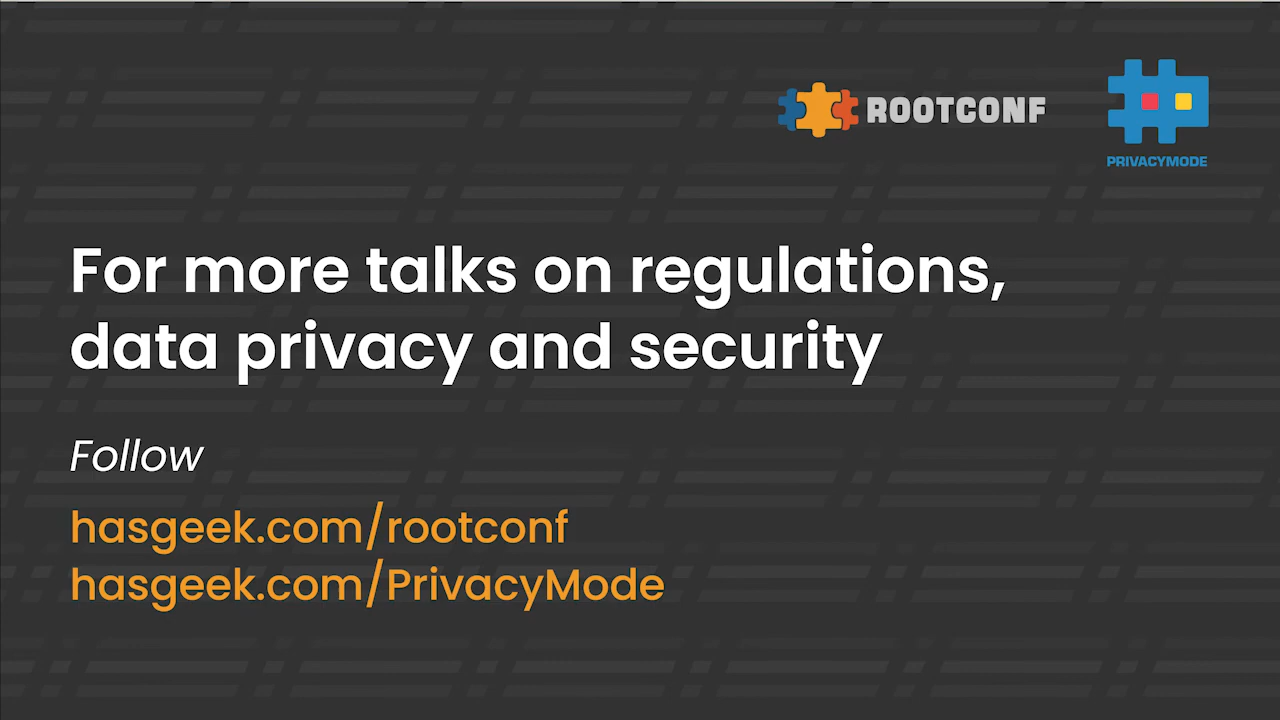 ROOTCONF
PRIVACYMODE
For more talks on regulations,
data privacy and security
Follow
hasgeek.com/rootconf
hasgeek.com/PrivacyMode